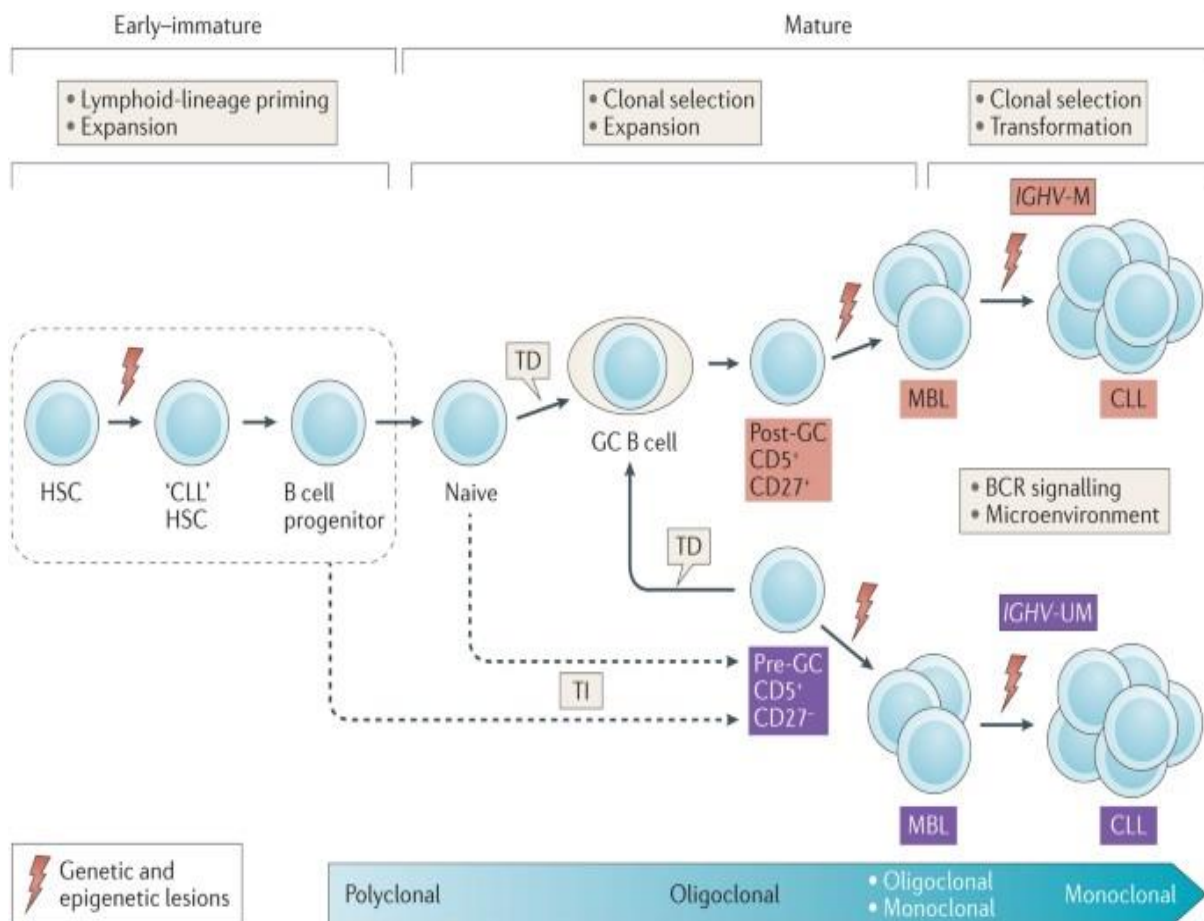 Early–immature
Mature
• Lymphoid-lineage priming
• Expansion
• Clonal selection
• Expansion
• Clonal selection
• Transformation
IGHV-M
TD
MBL
CLL
HSC
'CLL'
HSC
B cell
progenitor
Naive
GC B cell
Post-GC
CD5⁺
CD27⁺
• BCR signalling
• Microenvironment
TD
IGHV-UM
TI
Pre-GC
CD5⁺
CD27⁻
MBL
CLL
Genetic and
epigenetic lesions
Polyclonal
Oligoclonal
• Oligoclonal
• Monoclonal
Monoclonal